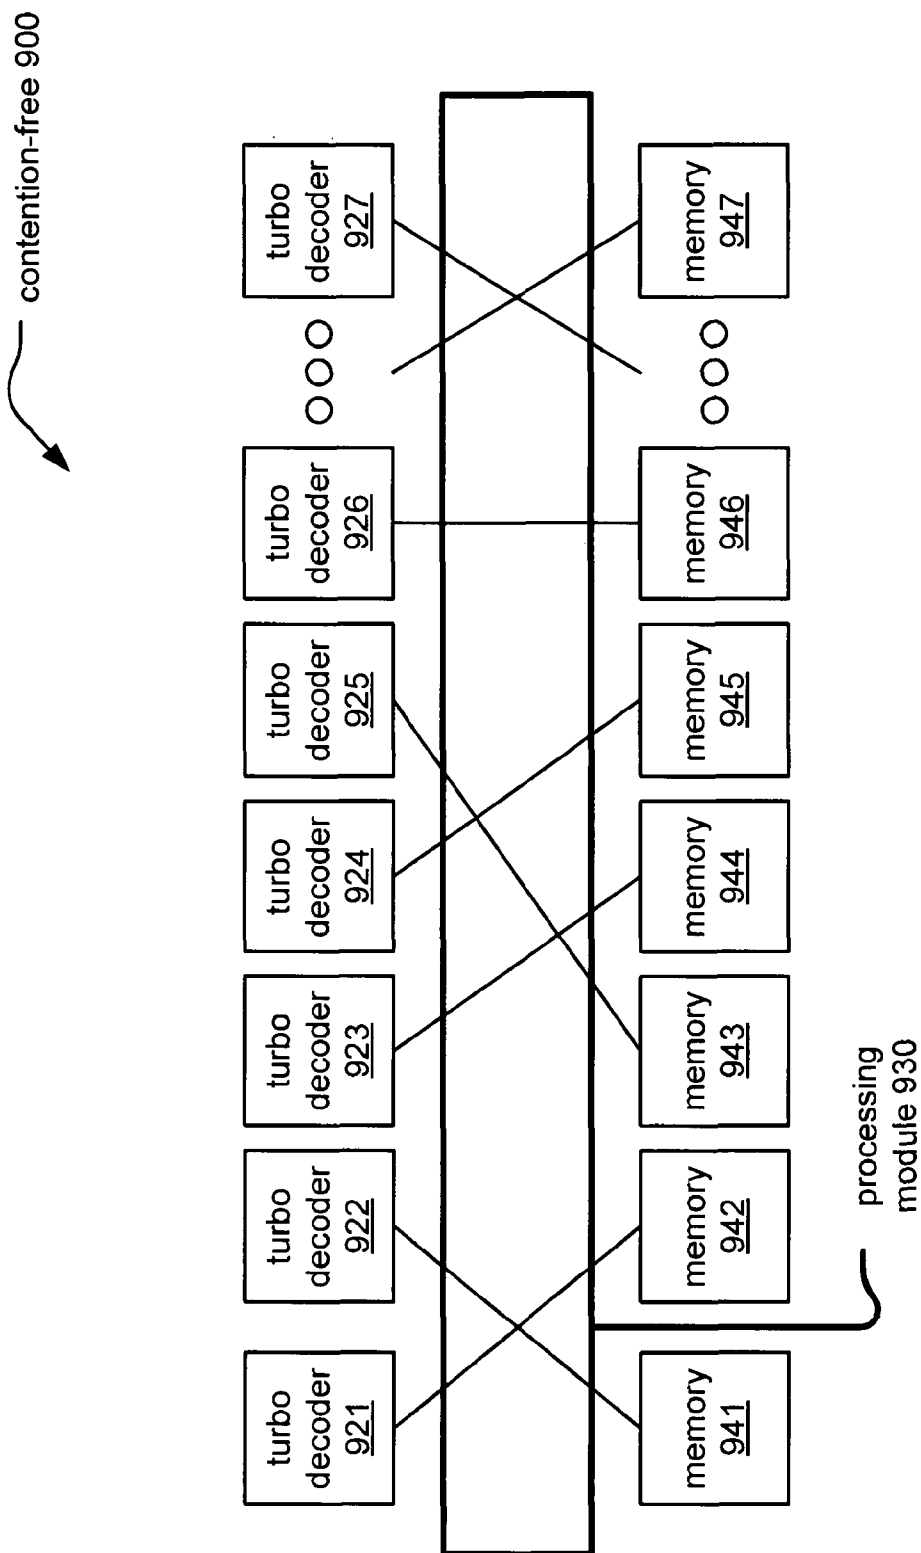 contention-free 900
turbo
decoder
921
turbo
decoder
922
turbo
decoder
923
turbo
decoder
924
turbo
decoder
925
turbo
decoder
926
turbo
decoder
927
memory
941
memory
942
memory
943
memory
944
memory
945
memory
946
memory
947
processing
module 930